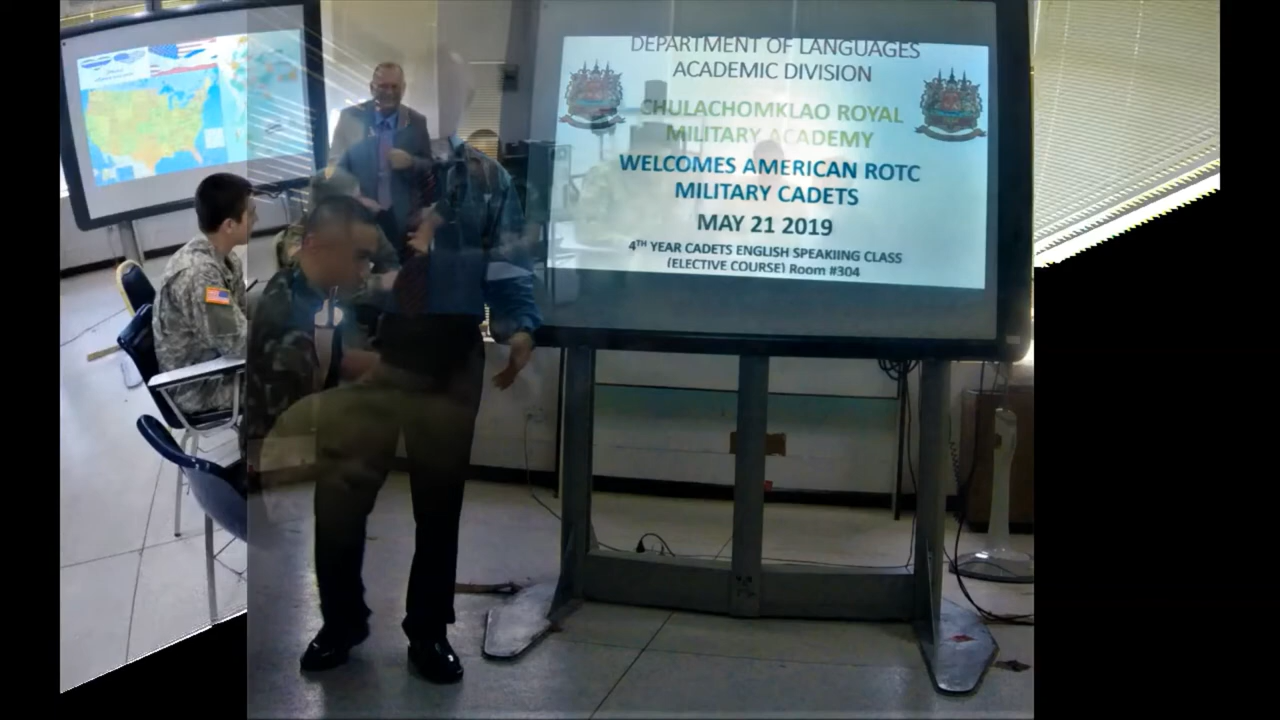 DEPARTMENT OF LANGUAGES
ACADEMIC DIVISION
CHULACHOMKLAO ROYAL
MILITARY ACADEMY
WELCOMES AMERICAN ROTC
MILITARY CADETS
MAY 21 2019
4TH YEAR CADETS ENGLISH SPEAKIING CLASS
(ELECTIVE COURSE) Room #304